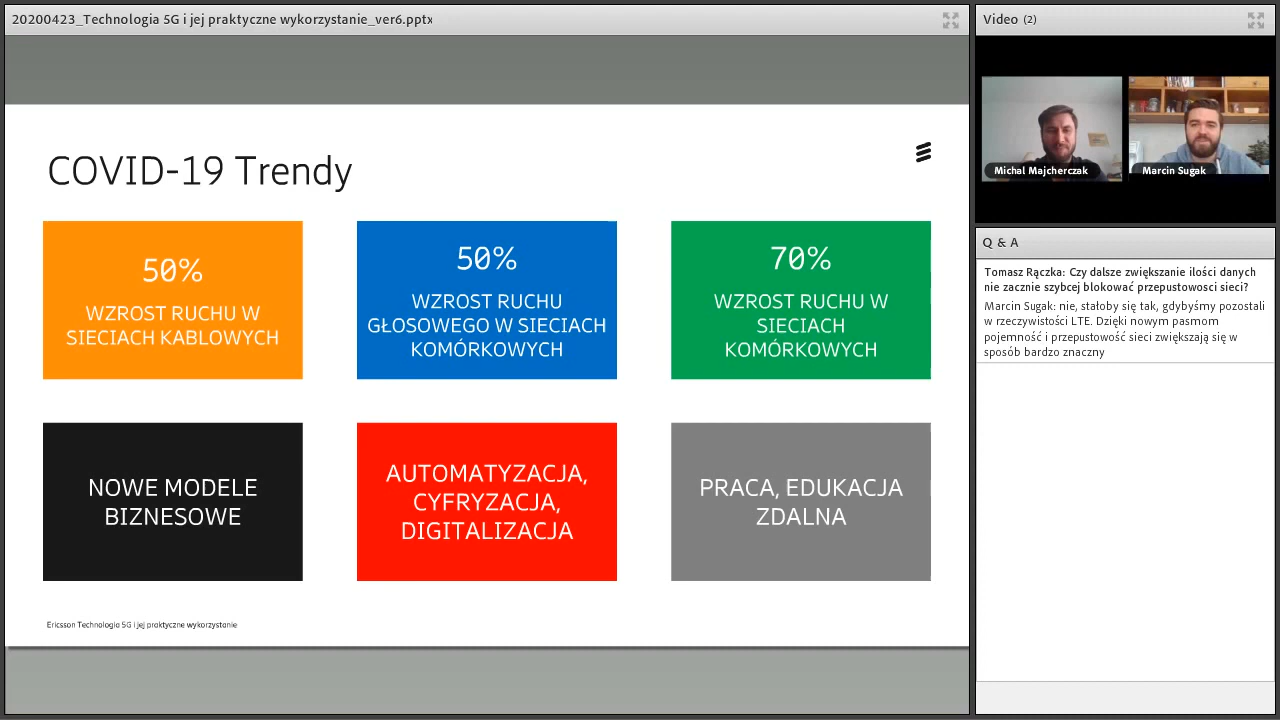 20200423_Technologia 5G i jej praktyczne wykorzystanie_ver6.pptx
COVID-19 Trendy
50%
WZROST RUCHU W
SIECIACH KABLOWYCH
50%
WZROST RUCHU
GŁOSOWEGO W SIECIACH
KOMÓRKOWYCH
70%
WZROST RUCHU W
SIECIACH
KOMÓRKOWYCH
NOWE MODELE
BIZNESOWE
AUTOMATYZACJA,
CYFRYZACJA,
DIGITALIZACJA
PRACA, EDUKACJA
ZDALNA
Ericsson Technologia 5G i jej praktyczne wykorzystanie
Video (2)
Michal Majcherczak
Marcin Sugak
Q & A
Tomasz Rączka: Czy dalsze zwiększanie ilości danych
nie zacznie szybcej blokować przepustowosci sieci?
Marcin Sugak: nie, stałoby się tak, gdybyśmy pozostali
w rzeczywistości LTE. Dzięki nowym pasmom
pojemność i przepustowość sieci zwiększają się w
sposób bardzo znaczny